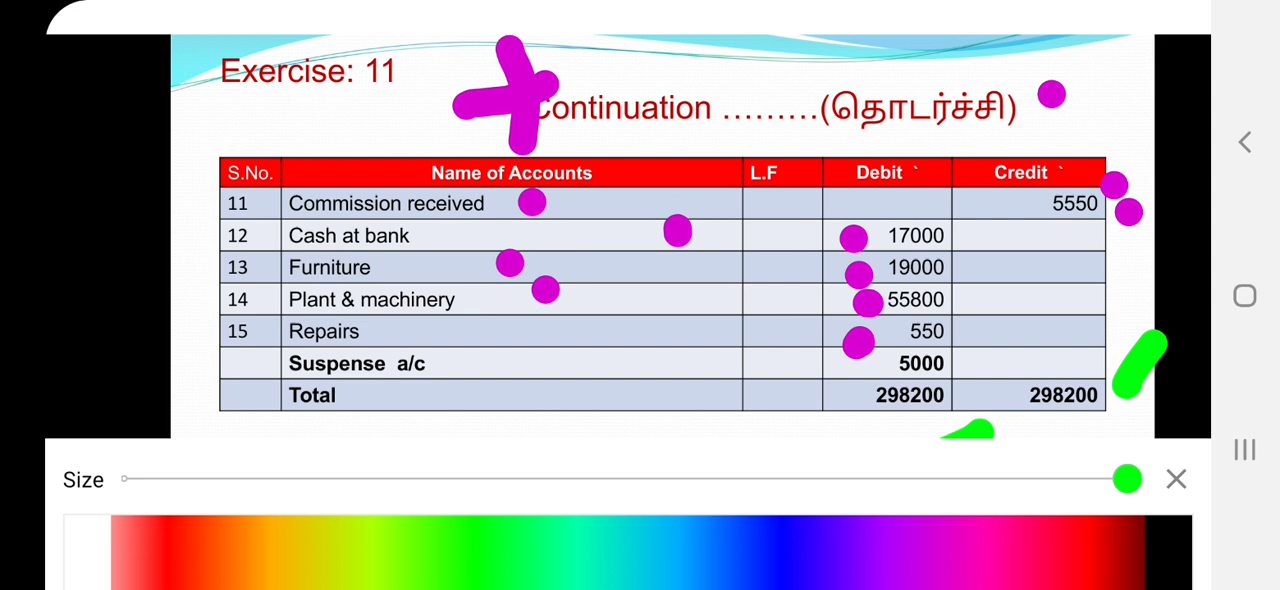 Exercise: 11
Continuation ………(தொடர்ச்சி)
S.No. Name of Accounts L.F Debit ` Credit `
11 Commission received 5550
12 Cash at bank 17000
13 Furniture 19000
14 Plant & machinery 55800
15 Repairs 550
Suspense a/c 5000
Total 298200 298200
Size